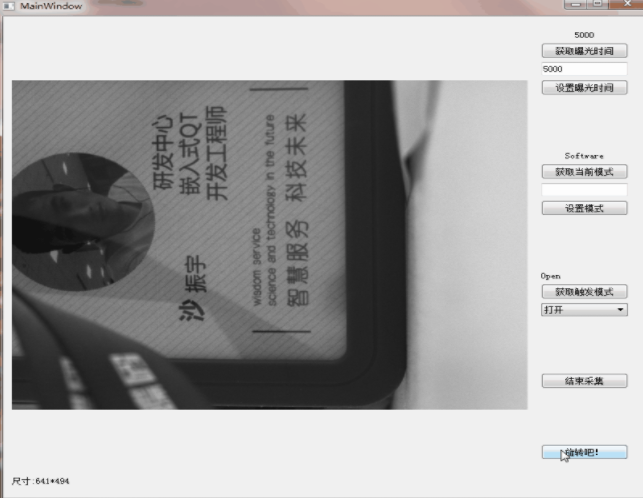 MainWindow
5000
获取曝光时间
5000
设置曝光时间
Software
获取当前模式
设置模式
Open
获取触发模式
打开
结束采集
旋转吧!
尺寸:641*494
研发中心
嵌入式QT
开发工程师
沙振宇
wisdom service
science and technology in the future
智慧服务 科技未来